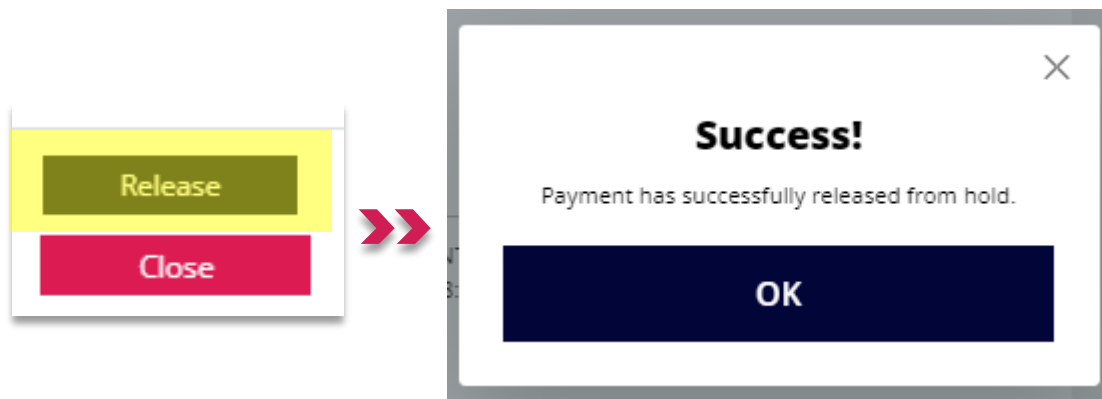 Release
Close
Success!
Payment has successfully released from hold.
OK